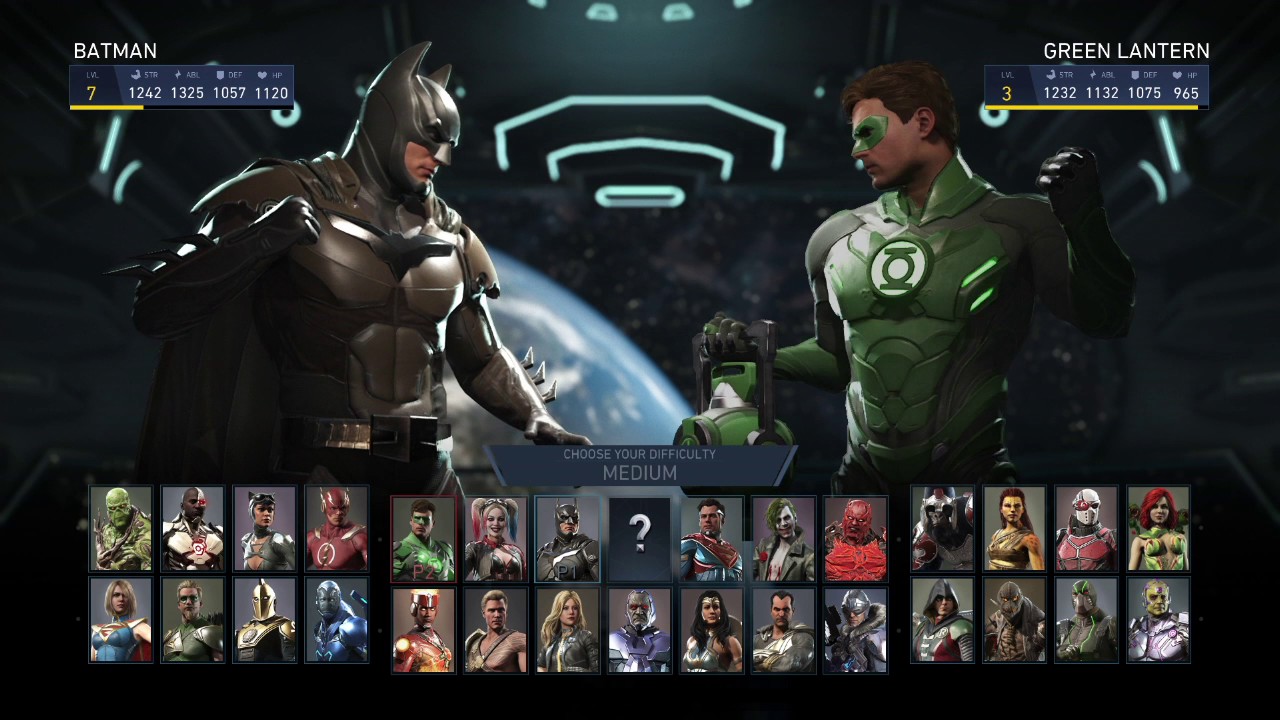 BATMAN
LVL STR ABL DEF HP
7 1242 1325 1057 1120
GREEN LANTERN
LVL STR ABL DEF HP
3 1232 1132 1075 965
CHOOSE YOUR DIFFICULTY
MEDIUM
P2
?
P1